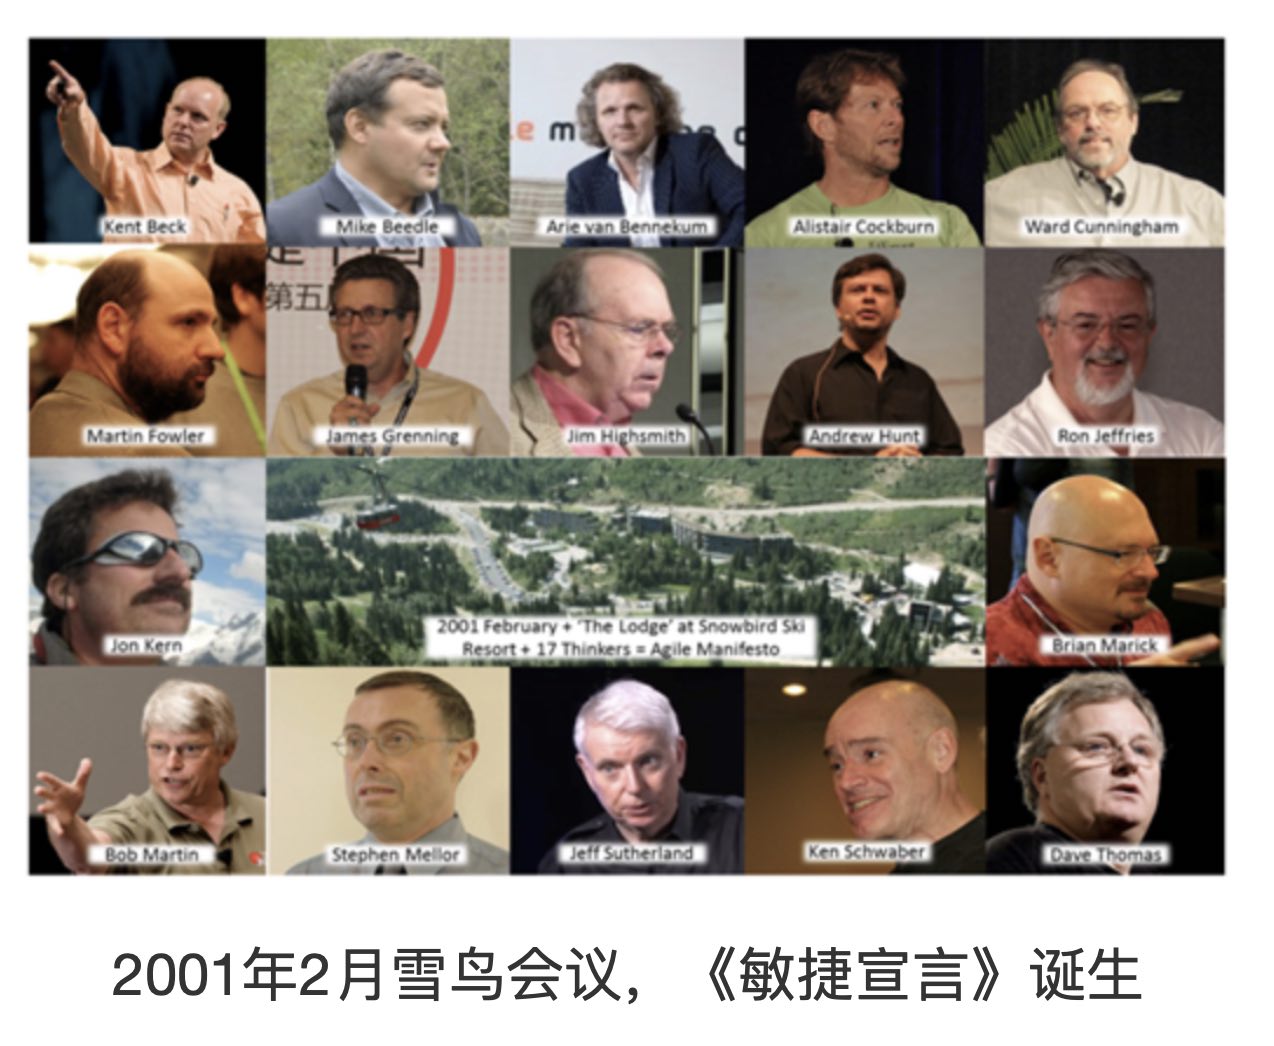 e m
Kent Beck
Mike Beedle
Arie van Bennekum
Alistair Cockburn
Ward Cunningham
第五
Martin Fowler
James Grenning
Jim Highsmith
Andrew Hunt
Ron Jeffries
Jon Kern
2001 February + ‘The Lodge’ at Snowbird Ski
Resort + 17 Thinkers = Agile Manifesto
Brian Marick
Bob Martin
Stephen Mellor
Jeff Sutherland
Ken Schwaber
Dave Thomas
2001年2月雪鸟会议，《敏捷宣言》诞生